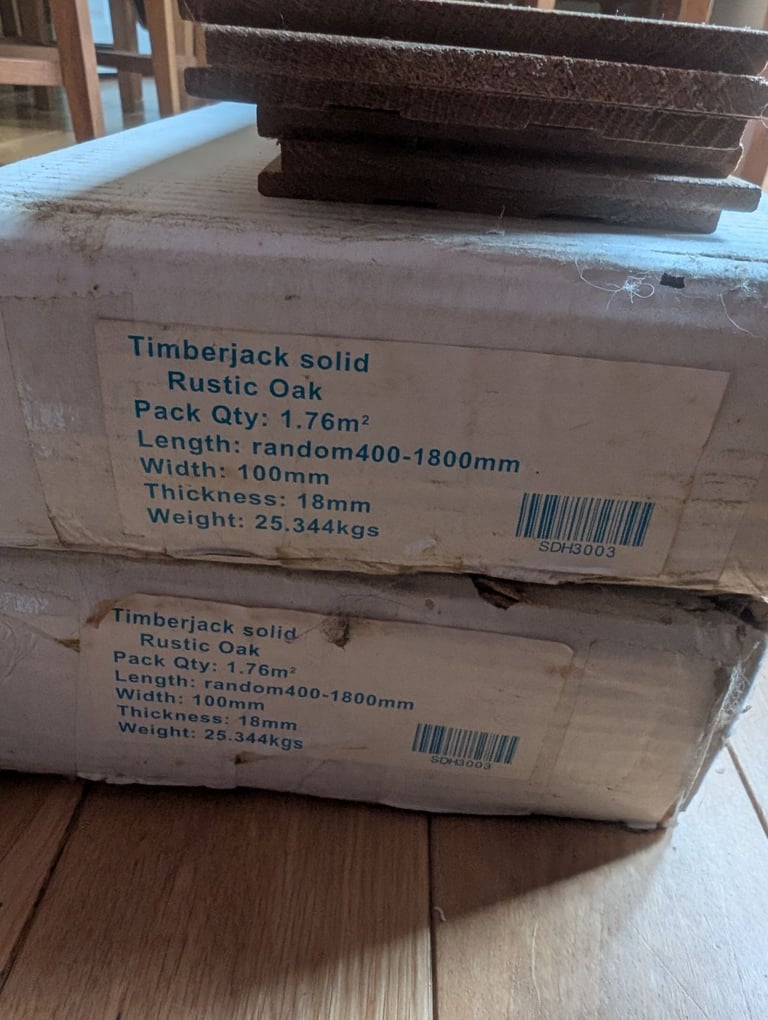 Timberjack solid
Rustic Oak
Pack Qty: 1.76m²
Length: random400-1800mm
Width: 100mm
Thickness: 18mm
Weight: 25.344kgs
SDH3003
Timberjack solid
Rustic Oak
Pack Qty: 1.76m²
Length: random400-1800mm
Width: 100mm
Thickness: 18mm
Weight: 25.344kgs
SDH3003